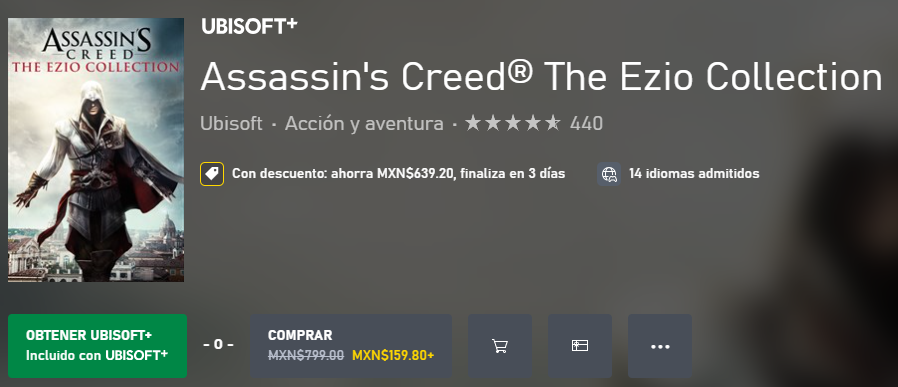 UBISOFT+
ASSASSIN'S
CREED
THE EZIO COLLECTION
Assassin's Creed® The Ezio Collection
Ubisoft · Acción y aventura · ★★★★⯪ 440
Con descuento: ahorra MXN$639.20, finaliza en 3 días
14 idiomas admitidos
OBTENER UBISOFT+
Incluido con UBISOFT+
- O -
COMPRAR
MXN$799.00 MXN$159.80+